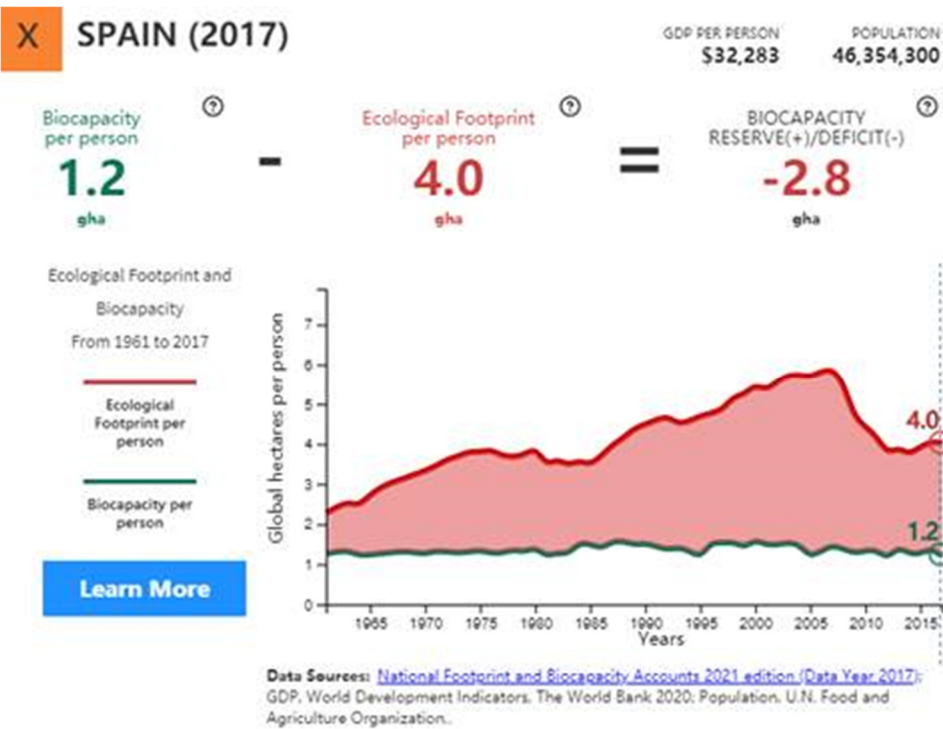 X
SPAIN (2017)
GDP PER PERSON
$32,283
POPULATION
46,354,300
Biocapacity
per person
1.2
gha
?
-
Ecological Footprint
per person
4.0
gha
?
=
BIOCAPACITY
RESERVE(+)/DEFICIT(-)
-2.8
gha
?
Ecological Footprint and
Biocapacity
From 1961 to 2017
Ecological
Footprint per
person
Biocapacity per
person
Learn More
Global hectares per person
7
6
5
4
3
2
1
0
4.0
1.2
1965 1970 1975 1980 1985 1990 1995 2000 2005 2010 2015
Years
Data Sources: National Footprint and Biocapacity Accounts 2021 edition (Data Year 2017);
GDP, World Development Indicators, The World Bank 2020; Population, U.N. Food and
Agriculture Organization..